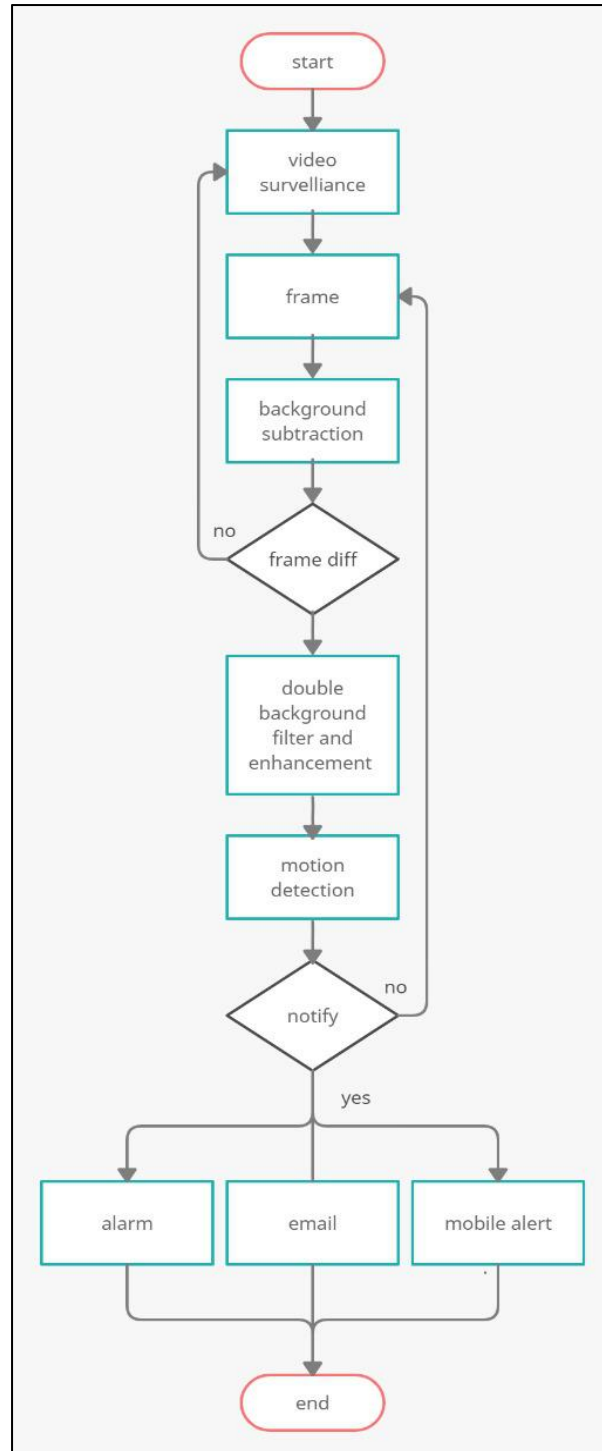 start
video
survelliance
frame
background
subtraction
no
frame diff
double
background
filter and
enhancement
motion
detection
no
notify
yes
alarm
email
mobile alert
end